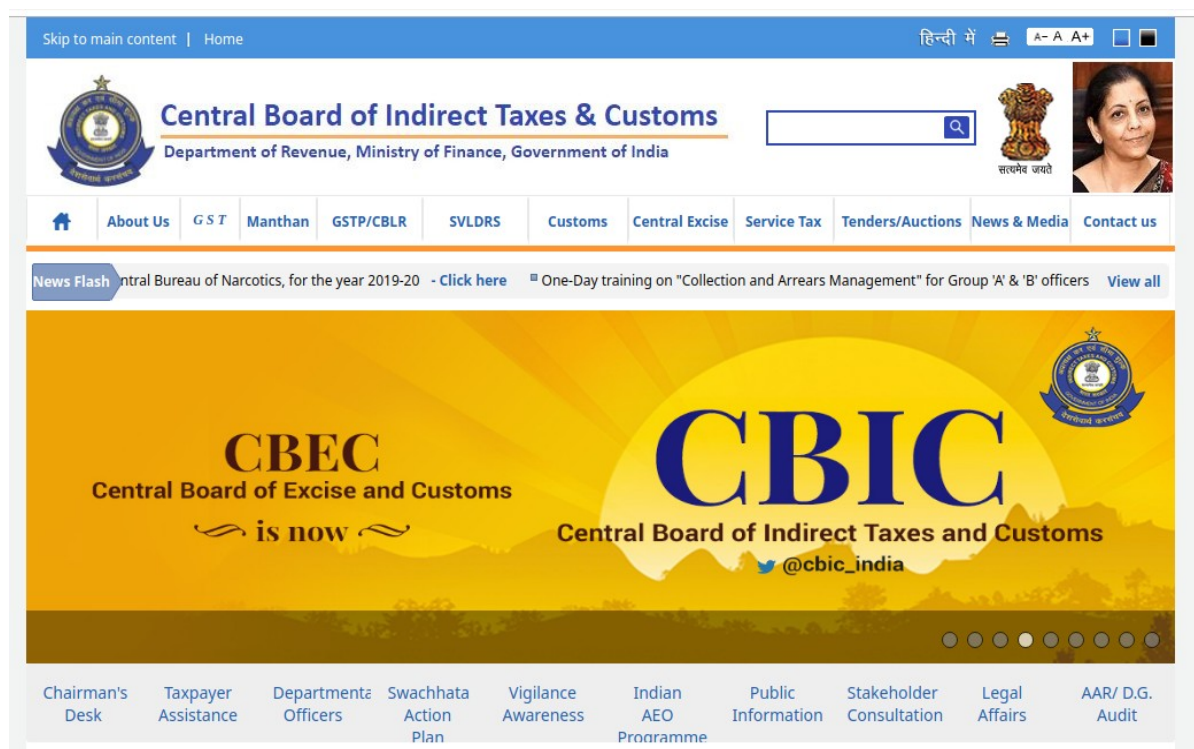 Skip to main content | Home
हिन्दी में A- A A+
Central Board of Indirect Taxes & Customs
Department of Revenue, Ministry of Finance, Government of India
सत्यमेव जयते
About Us GST Manthan GSTP/CBLR SVLDRS Customs Central Excise Service Tax Tenders/Auctions News & Media Contact us
News Flash ntral Bureau of Narcotics, for the year 2019-20 - Click here One-Day training on "Collection and Arrears Management" for Group 'A' & 'B' officers View all
CBEC
Central Board of Excise and Customs
is now
CBIC
Central Board of Indirect Taxes and Customs
@cbic_india
Chairman's Desk
Taxpayer Assistance
Departmenta Officers
Swachhata Action Plan
Vigilance Awareness
Indian AEO Programme
Public Information
Stakeholder Consultation
Legal Affairs
AAR/ D.G. Audit